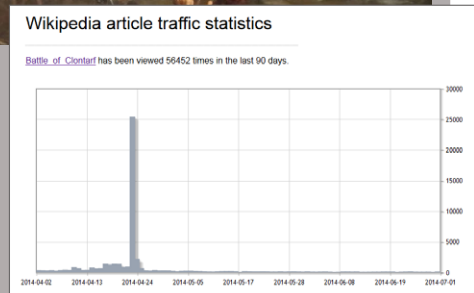 Wikipedia article traffic statistics
Battle_of_Clontarf has been viewed 56452 times in the last 90 days.
30000
25000
20000
15000
10000
5000
0
2014-04-02 2014-04-13 2014-04-24 2014-05-05 2014-05-17 2014-05-28 2014-06-08 2014-06-19 2014-07-01